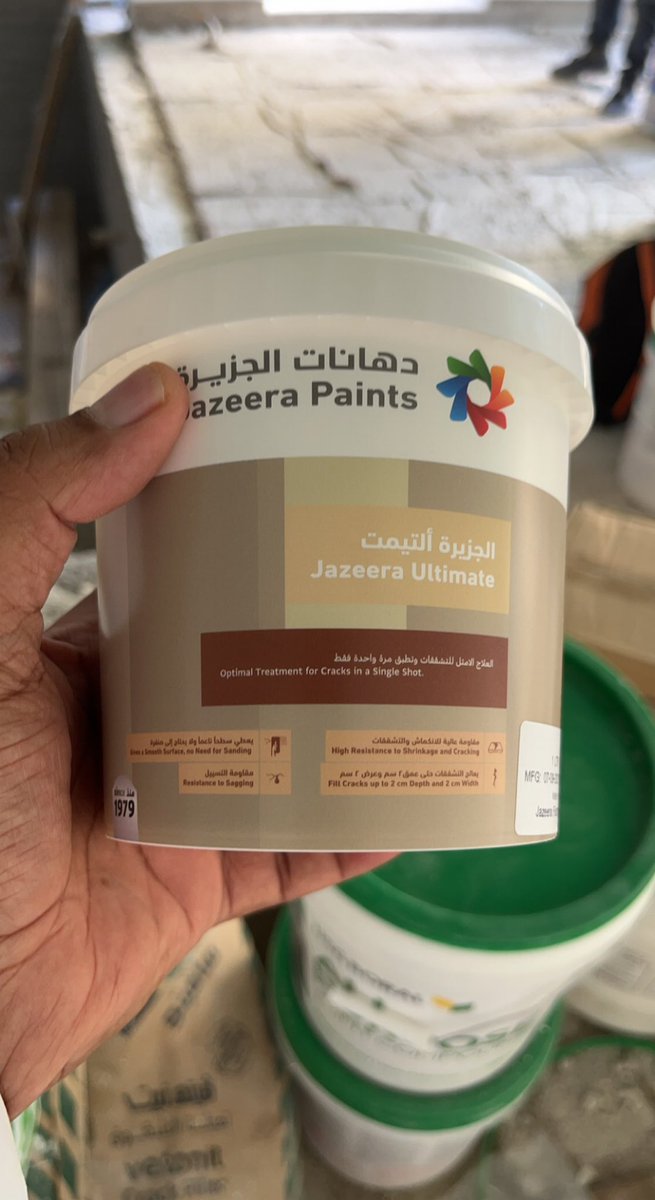 دهانات الجزيرة
Jazeera Paints
الجزيرة ألتيمت
Jazeera Ultimate
العلاج الامثل للتشققات وتطبق مرة واحدة فقط
Optimal Treatment for Cracks in a Single Shot.
يعطي سطحاً ناعماً ولا يحتاج إلى صنفرة
Gives a Smooth Surface, no Need for Sanding
مقاومة عالية للانكماش والتشققات
High Resistance to Shrinkage and Cracking
مقاومة التسييل
Resistance to Sagging
يعالج التشققات حتى عمق ٢ سم وعرض ٢ سم
Fill Cracks up to 2 cm Depth and 2 cm Width
منذ since
1979
MFG:
Jazeera